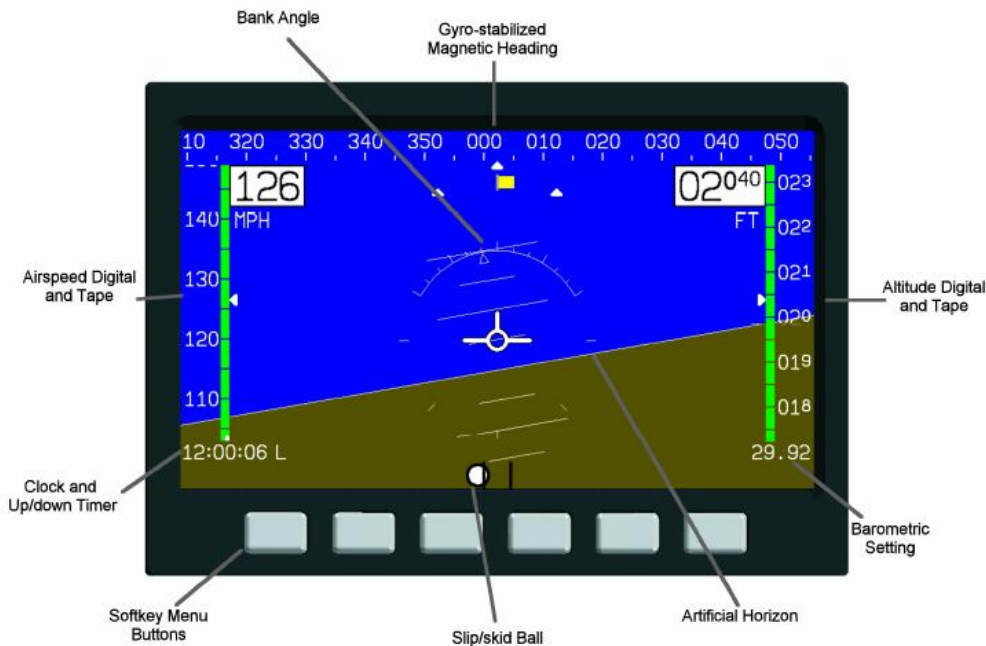 Bank Angle
Gyro-stabilized
Magnetic Heading
10 320 330 340 350 000 010 020 030 040 050
126
MPH
02040
FT
140
130
120
110
023
022
021
020
019
018
Airspeed Digital
and Tape
Altitude Digital
and Tape
12:00:06 L
29.92
Clock and
Up/down Timer
Barometric
Setting
Softkey Menu
Buttons
Slip/skid Ball
Artificial Horizon